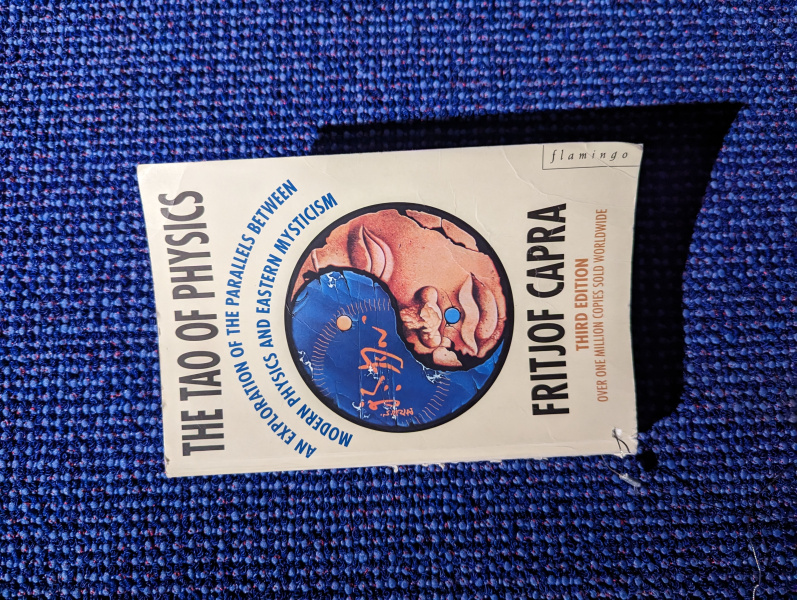 THE TAO OF PHYSICS
AN EXPLORATION OF THE PARALLELS BETWEEN
MODERN PHYSICS AND EASTERN MYSTICISM
FRITJOF CAPRA
THIRD EDITION
OVER ONE MILLION COPIES SOLD WORLDWIDE
flamingo